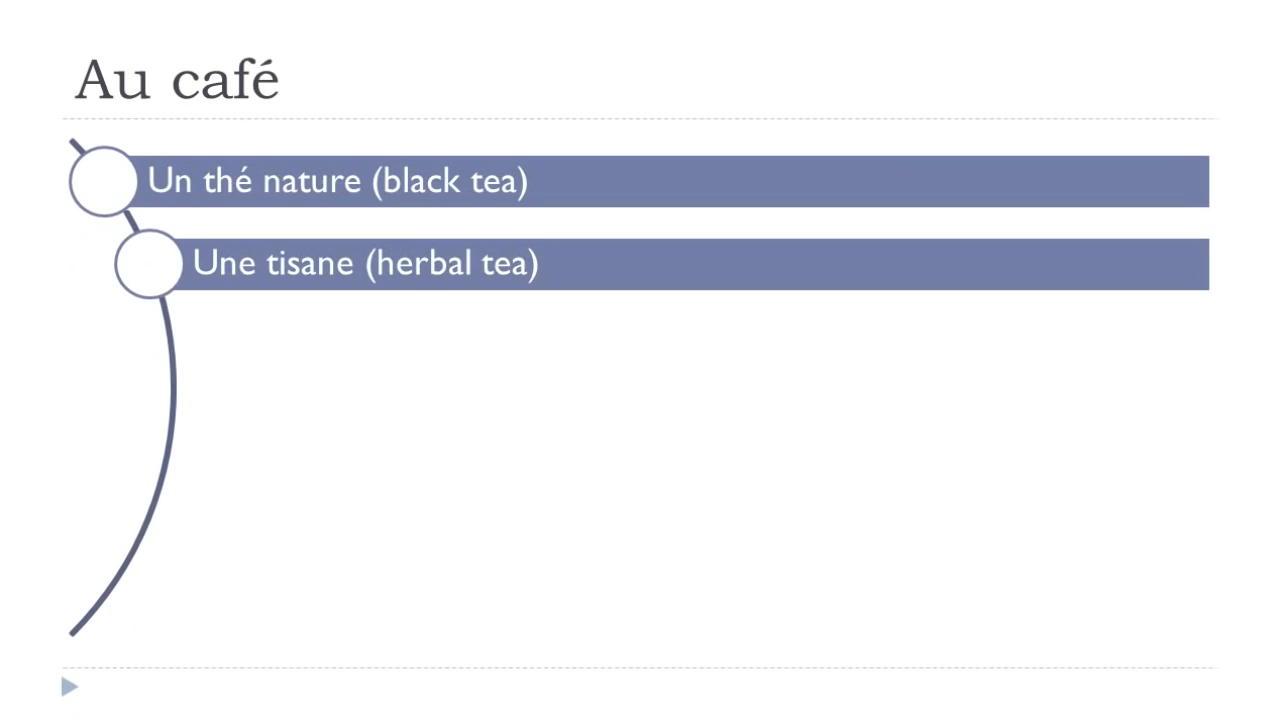 Au café
Un thé nature (black tea)
Une tisane (herbal tea)